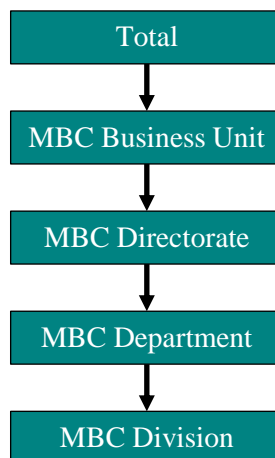 Total
MBC Business Unit
MBC Directorate
MBC Department
MBC Division